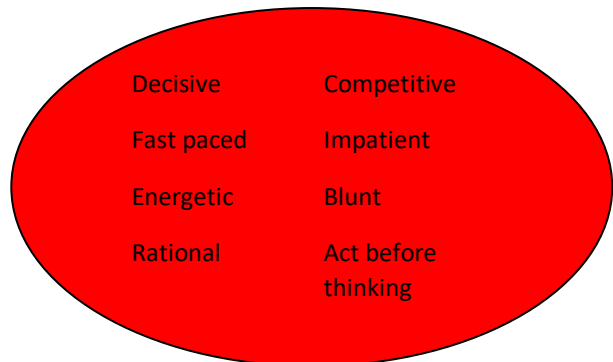 Decisive Competitive
Fast paced Impatient
Energetic Blunt
Rational Act before
thinking